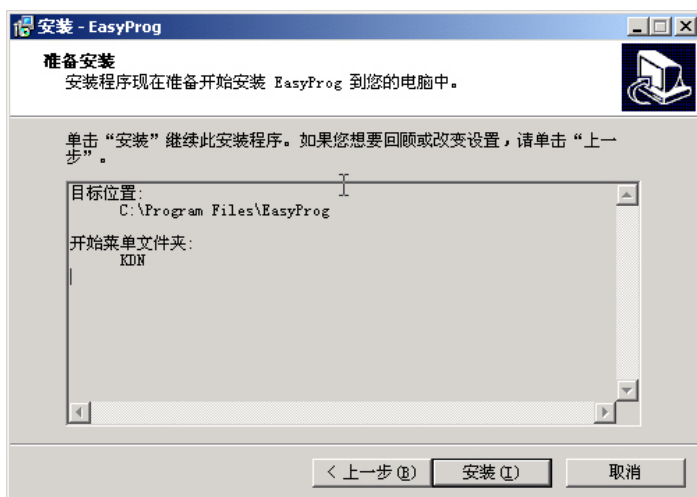 安装 - EasyProg
准备安装
安装程序现在准备开始安装 EasyProg 到您的电脑中。
单击“安装”继续此安装程序。如果您想要回顾或改变设置，请单击“上一
步”。
目标位置:
C:\Program Files\EasyProg
开始菜单文件夹:
KDN
< 上一步(B)
安装(I)
取消